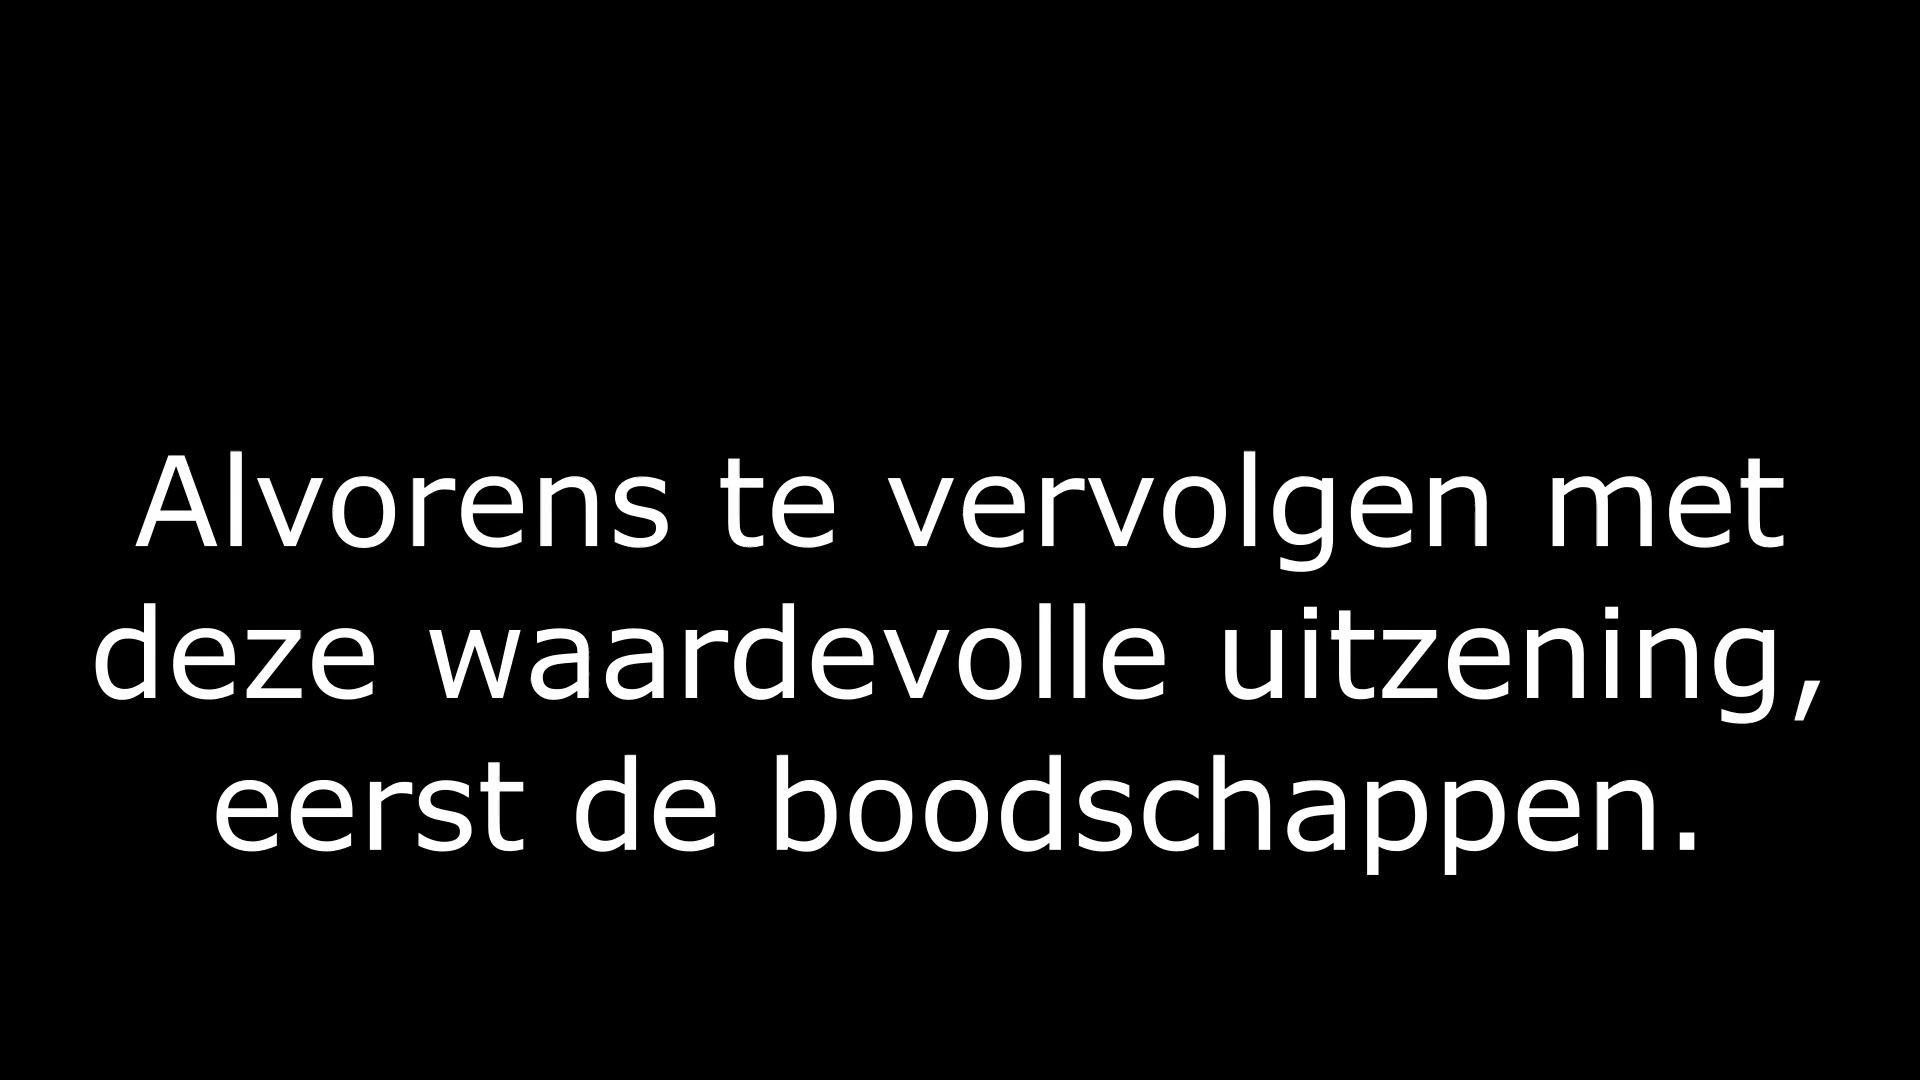 Alvorens te vervolgen met
deze waardevolle uitzening,
eerst de boodschappen.